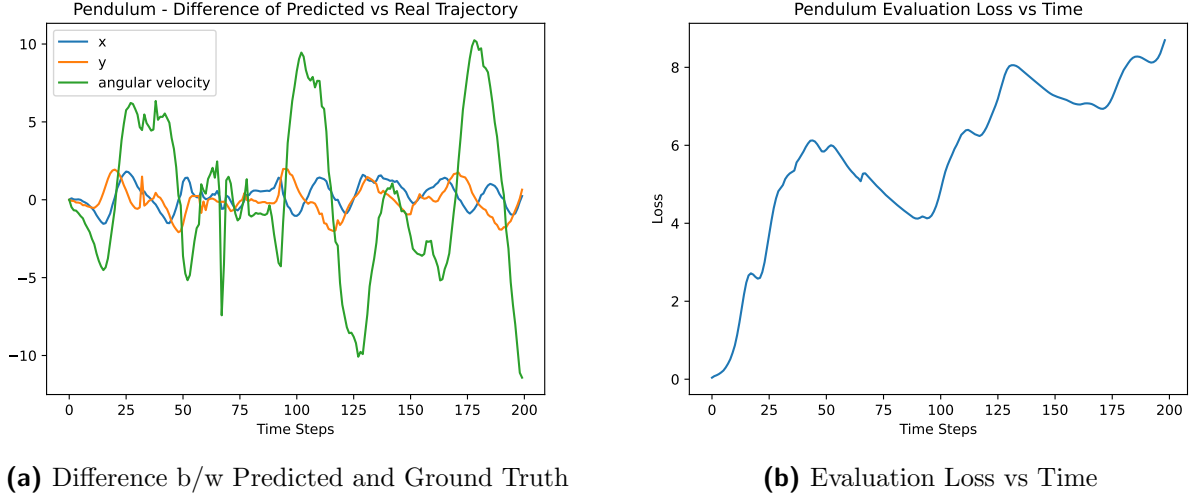 Pendulum - Difference of Predicted vs Real Trajectory
x
y
angular velocity
10
5
0
−5
−10
0 25 50 75 100 125 150 175 200
Time Steps
(a) Difference b/w Predicted and Ground Truth
Pendulum Evaluation Loss vs Time
Loss
8
6
4
2
0
0 25 50 75 100 125 150 175 200
Time Steps
(b) Evaluation Loss vs Time